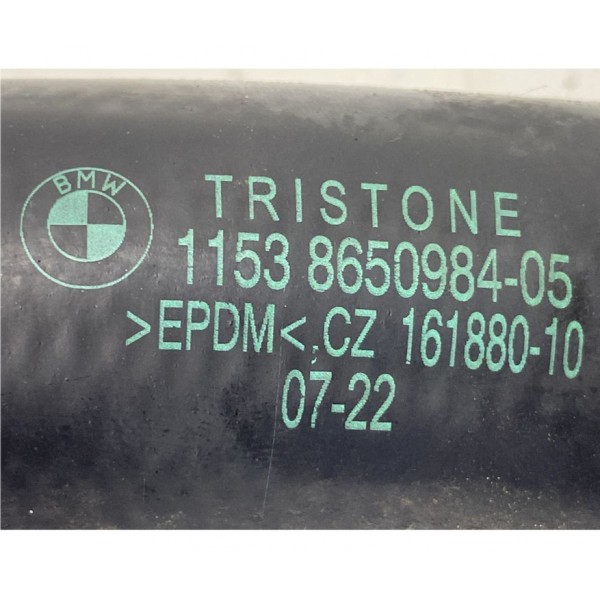 BMW
TRISTONE
1153 8650984-05
>EPDM<,CZ 161880-10
07-22